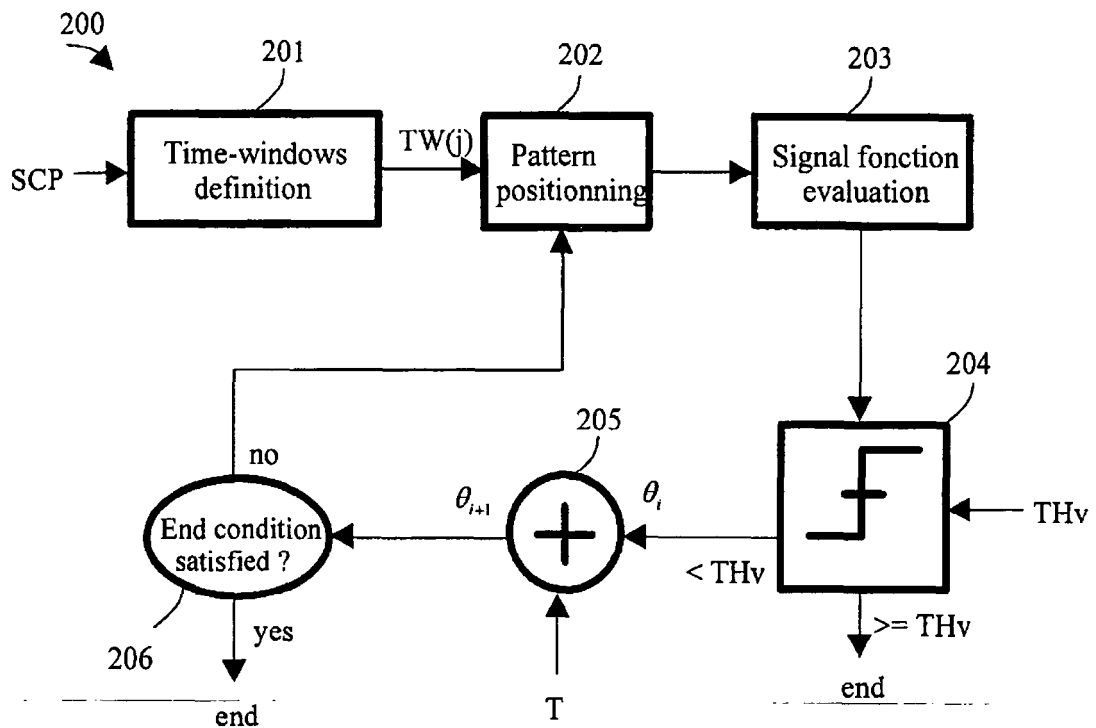 200
201
202
203
SCP
Time-windows
definition
TW(j)
Pattern
positionning
Signal fonction
evaluation
204
205
no
θi+1
θi
THv
End condition
satisfied ?
< THv
>= THv
206
yes
end
T
end